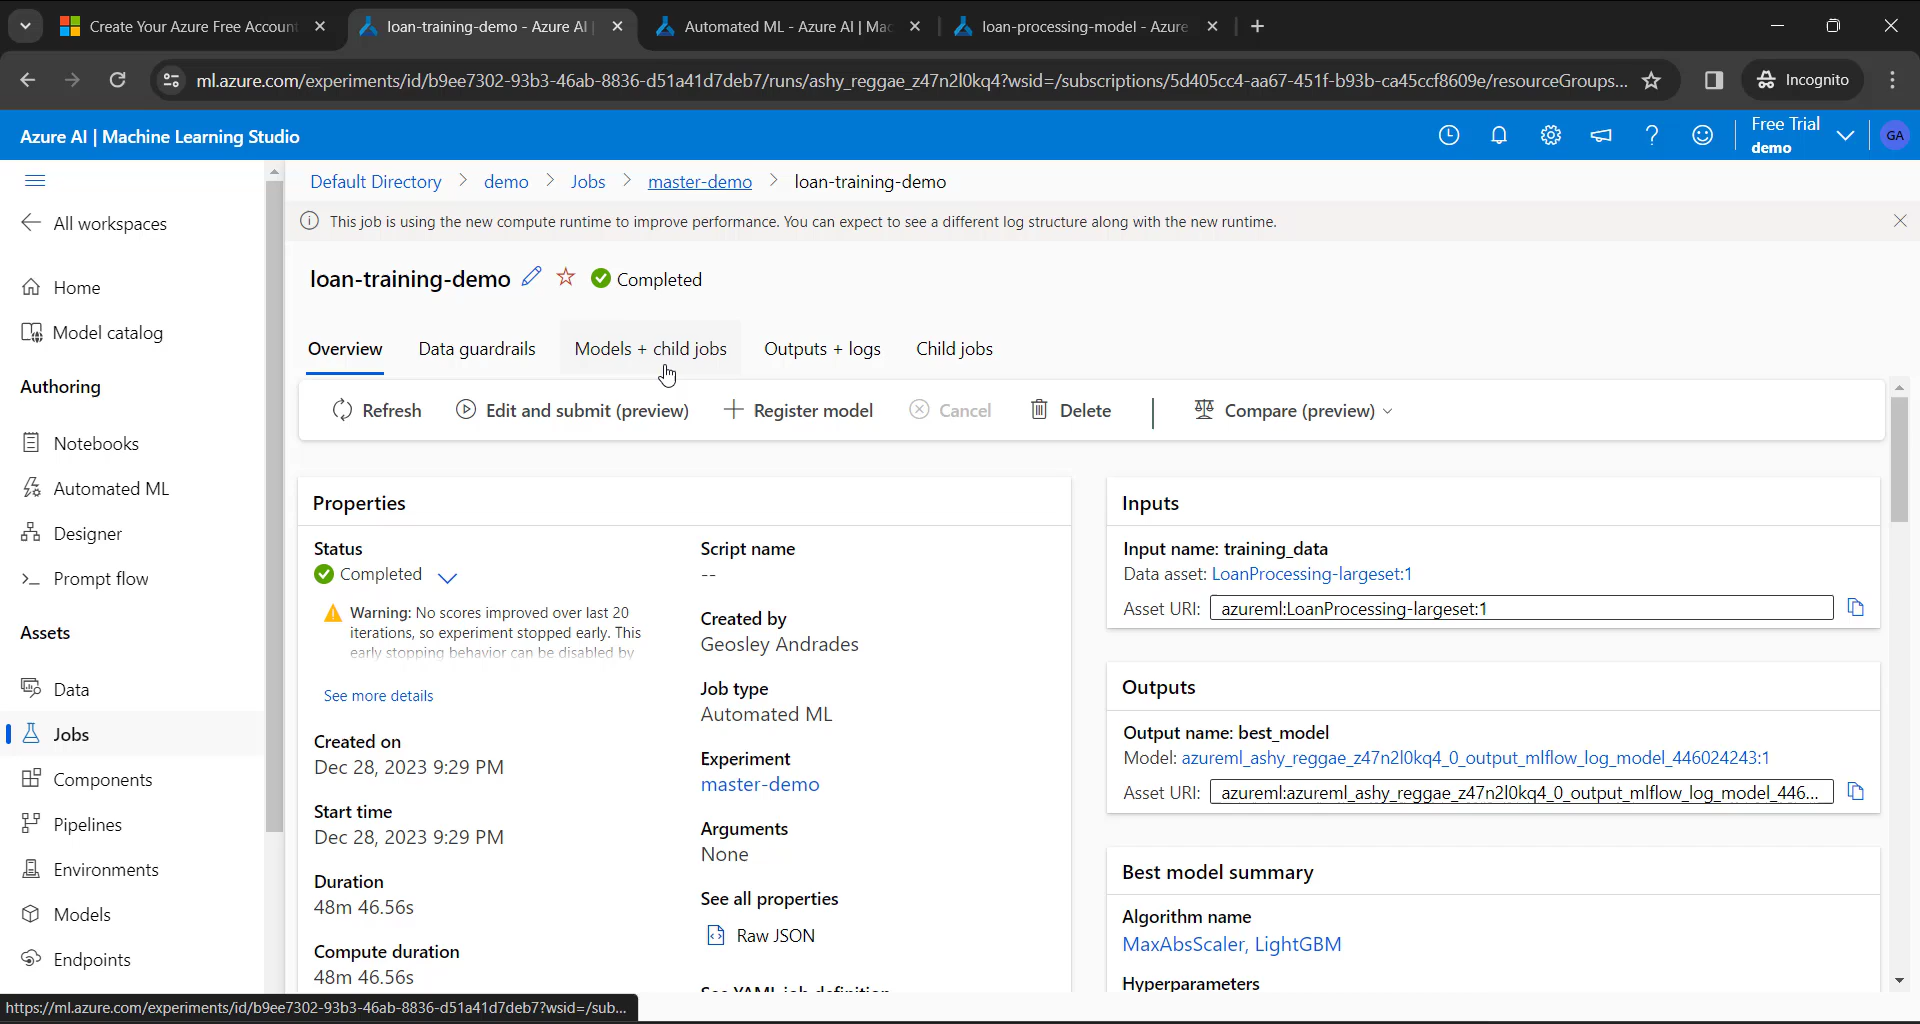 Create Your Azure Free Account
loan-training-demo - Azure AI |
Automated ML - Azure AI | Mac
loan-processing-model - Azure
ml.azure.com/experiments/id/b9ee7302-93b3-46ab-8836-d51a41d7deb7/runs/ashy_reggae_z47n2l0kq4?wsid=/subscriptions/5d405cc4-aa67-451f-b93b-ca45ccf8609e/resourceGroups...
Incognito
Azure AI | Machine Learning Studio
Free Trial
demo
GA
All workspaces
Home
Model catalog
Authoring
Notebooks
Automated ML
Designer
Prompt flow
Assets
Data
Jobs
Components
Pipelines
Environments
Models
Endpoints
Default Directory > demo > Jobs > master-demo > loan-training-demo
This job is using the new compute runtime to improve performance. You can expect to see a different log structure along with the new runtime.
loan-training-demo
Completed
Overview
Data guardrails
Models + child jobs
Outputs + logs
Child jobs
Refresh
Edit and submit (preview)
Register model
Cancel
Delete
Compare (preview)
Properties
Status
Completed
Warning: No scores improved over last 20
iterations, so experiment stopped early. This
early stopping behavior can be disabled by
See more details
Created on
Dec 28, 2023 9:29 PM
Start time
Dec 28, 2023 9:29 PM
Duration
48m 46.56s
Compute duration
48m 46.56s
Script name
--
Created by
Geosley Andrades
Job type
Automated ML
Experiment
master-demo
Arguments
None
See all properties
Raw JSON
See YAML job definition
Inputs
Input name: training_data
Data asset: LoanProcessing-largeset:1
Asset URI: azureml:LoanProcessing-largeset:1
Outputs
Output name: best_model
Model: azureml_ashy_reggae_z47n2l0kq4_0_output_mlflow_log_model_446024243:1
Asset URI: azureml:azureml_ashy_reggae_z47n2l0kq4_0_output_mlflow_log_model_446...
Best model summary
Algorithm name
MaxAbsScaler, LightGBM
Hyperparameters
https://ml.azure.com/experiments/id/b9ee7302-93b3-46ab-8836-d51a41d7deb7?wsid=/sub...